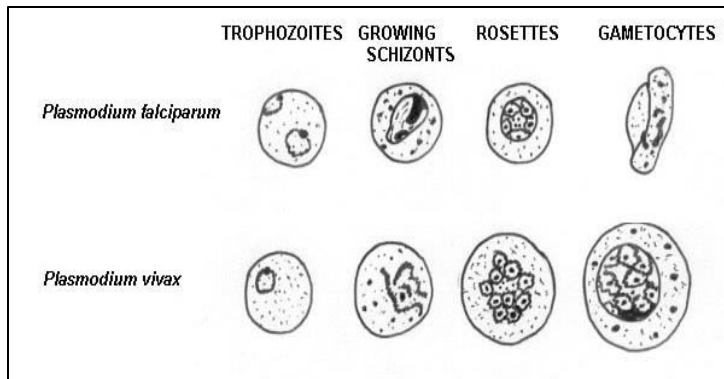 TROPHOZOITES GROWING SCHIZONTS ROSETTES GAMETOCYTES
Plasmodium falciparum
Plasmodium vivax